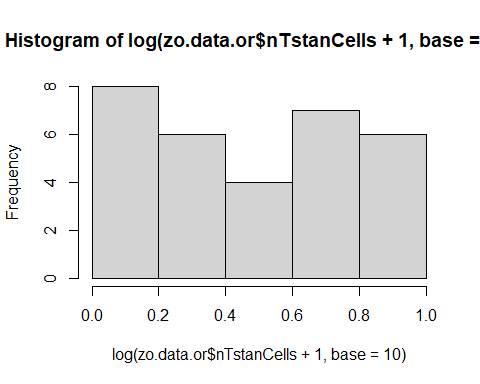 Histogram of log(zo.data.or$nTstanCells + 1, base =
Frequency
8
6
4
2
0
0.0 0.2 0.4 0.6 0.8 1.0
log(zo.data.or$nTstanCells + 1, base = 10)